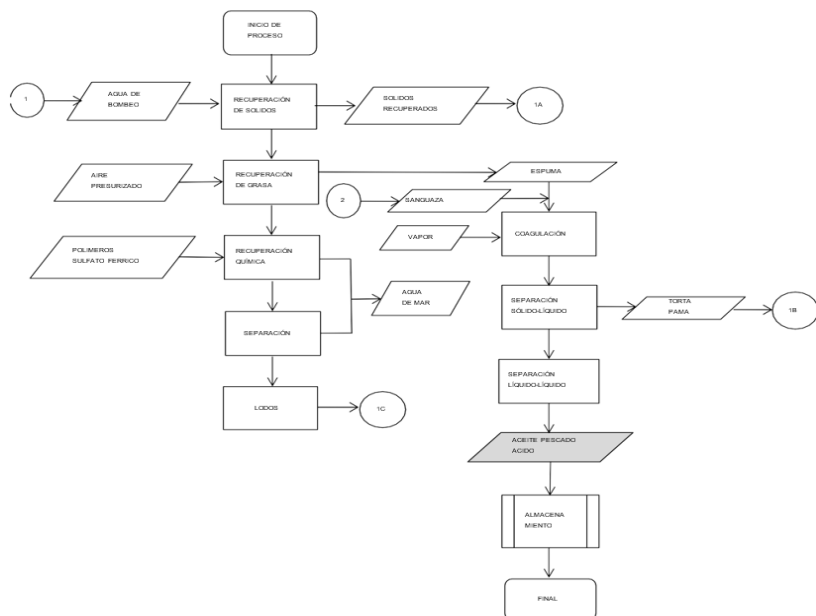 INICIO DE
PROCESO
1
AGUA DE
BOMBEO
RECUPERACIÓN
DE SOLIDOS
SOLIDOS
RECUPERADOS
1A
AIRE
PRESURIZADO
RECUPERACIÓN
DE GRASA
ESPUMA
2
SANGUAZA
POLIMEROS
SULFATO FERRICO
RECUPERACIÓN
QUÍMICA
VAPOR
COAGULACIÓN
AGUA
DE MAR
SEPARACIÓN
SEPARACIÓN
SÓLIDO-LÍQUIDO
TORTA
PAMA
1B
LODOS
1C
SEPARACIÓN
LÍQUIDO-LÍQUIDO
ACEITE PESCADO
ACIDO
ALMACENA
MIENTO
FINAL